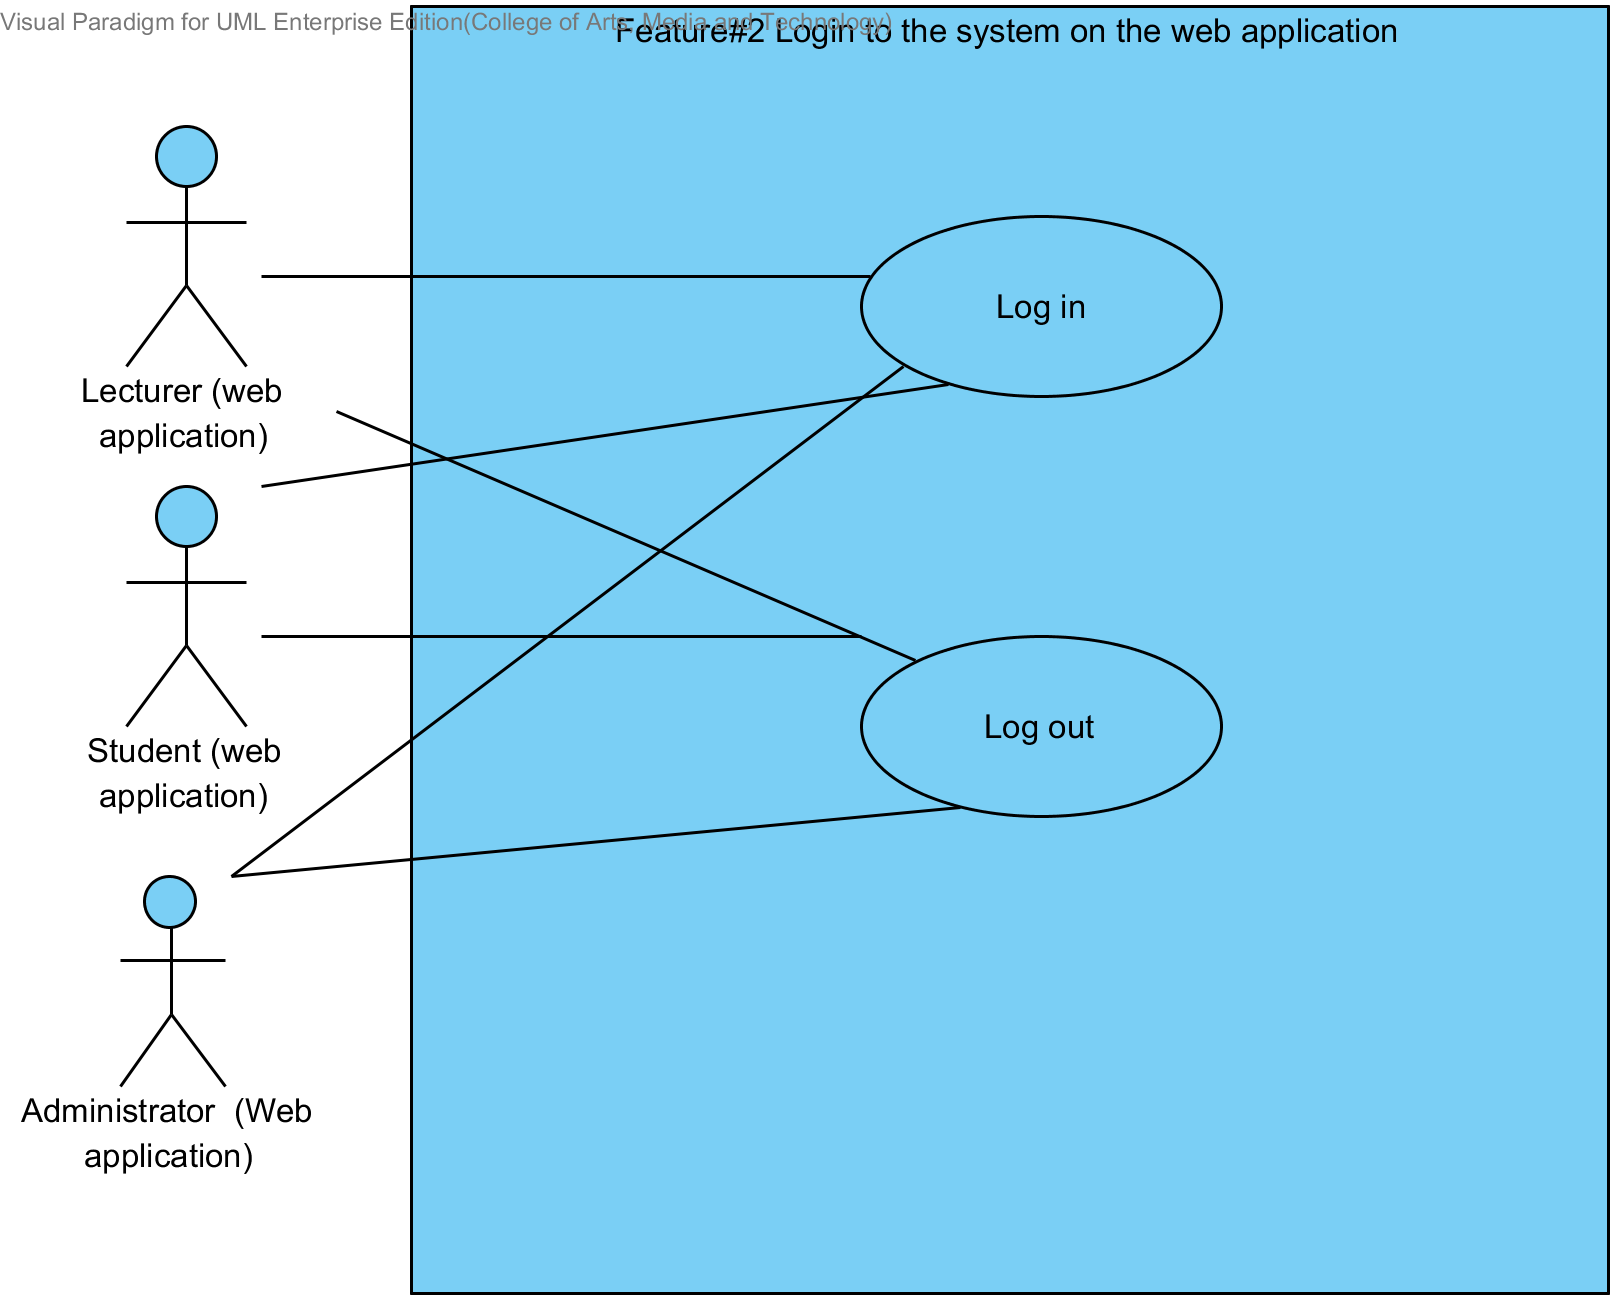 Visual Paradigm for UML Enterprise Edition(College of Arts, Media and Technology)
Feature#2 Login to the system on the web application
Log in
Lecturer (web
application)
Log out
Student (web
application)
Administrator  (Web
application)